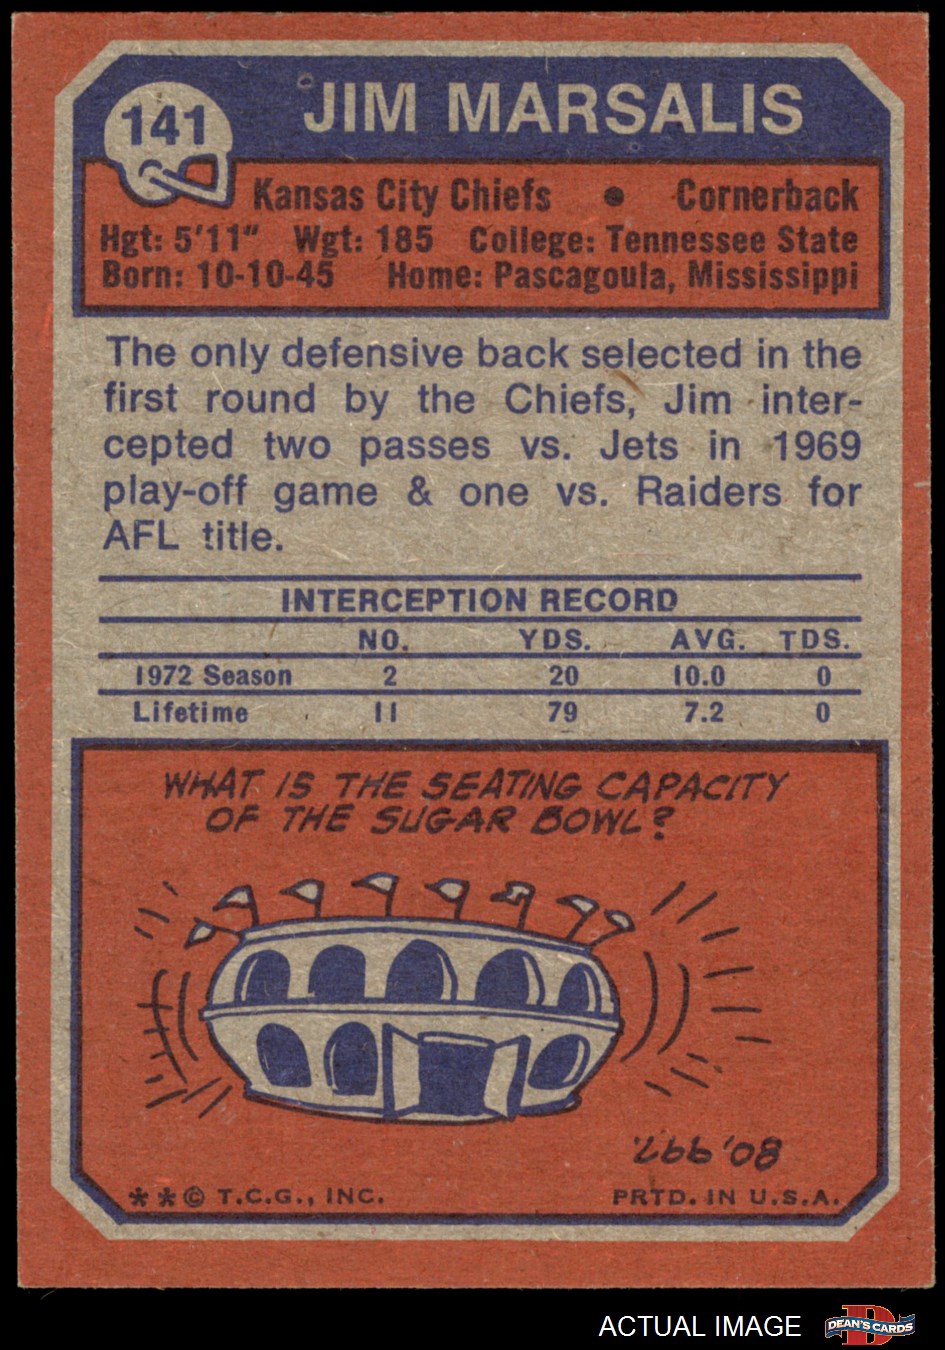 141
JIM MARSALIS
Kansas City Chiefs • Cornerback
Hgt: 5'11" Wgt: 185 College: Tennessee State
Born: 10-10-45 Home: Pascagoula, Mississippi
The only defensive back selected in the
first round by the Chiefs, Jim inter-
cepted two passes vs. Jets in 1969
play-off game & one vs. Raiders for
AFL title.
INTERCEPTION RECORD
NO. YDS. AVG. TDS.
1972 Season 2 20 10.0 0
Lifetime 11 79 7.2 0
WHAT IS THE SEATING CAPACITY
OF THE SUGAR BOWL?
80,997.
** © T.C.G., INC. PRTD. IN U.S.A.
ACTUAL IMAGE
D
DEAN'S CARDS